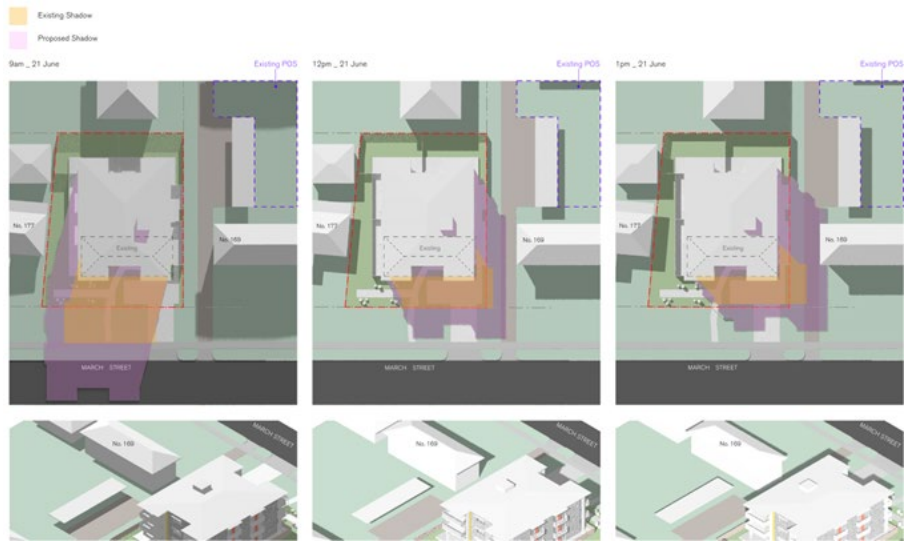 Existing Shadow
Proposed Shadow
9am _ 21 June
Existing POS
12pm _ 21 June
Existing POS
1pm _ 21 June
Existing POS
No. 177
Existing
No. 169
MARCH STREET
No. 177
Existing
No. 169
MARCH STREET
No. 177
Existing
No. 169
MARCH STREET
No. 169
MARCH STREET
No. 169
MARCH STREET
No. 169
MARCH STREET